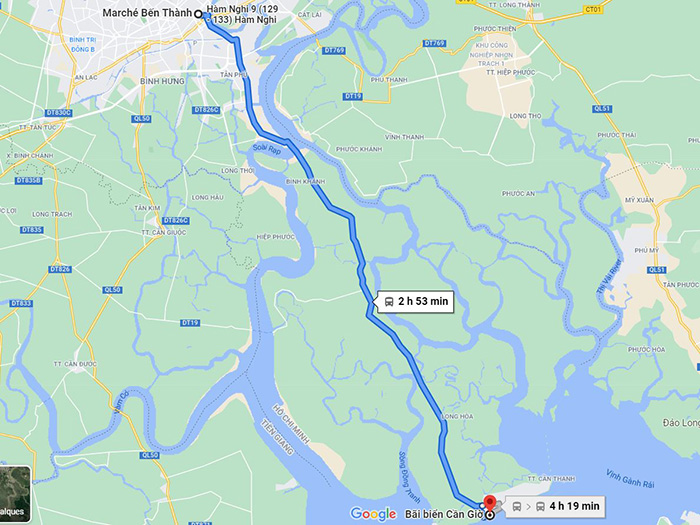 Marché Bến Thành
Hàm Nghi 9 (129
133) Hàm Nghi
CÁT LÁI
TT. LONG THÀNH
CT01
BÌNH TRỊ
ĐÔNG B
AN LẠC
TÂN PHÚ
BÌNH HƯNG
DT769
DT769
PHƯỚC THIỀN
KHU CÔNG
NGHIỆP NHƠN
TRẠCH 1
TT. HIỆP PHƯỚC
PHÚ THẠNH
DT19
LONG THỌ
QL51
PHƯỚC THÁI
DT830C
QL50
DT826C
TT. TÂN TÚC
X. BÌNH CHÁNH
Soài Rạp
VĨNH THANH
PHƯỚC KHÁNH
DT835B
LONG THỚI
BÌNH KHÁNH
LONG HẬU
PHƯỚC AN
MỸ XUÂN
LONG TRẠCH
TÂN KIM
DT826C
TT. CẦN GIUỘC
DT835
HIỆP PHƯỚC
PHÚ MỸ
Thị Vải River
QL51
DT826
TÂN PHƯỚC
DT833
2 h 53 min
DT19
PHƯỚC HÒA
TT. CẦN ĐƯỚC
Vàm Cỏ
HỒ CHÍ MINH
TIỀN GIANG
LONG HÒA
Đảo Long
QL50
Sông Đồng Tranh
TT. CẦN THẠNH
Vịnh Gành Rái
Google
Bãi biển Cần Giờ
4 h 19 min
alques